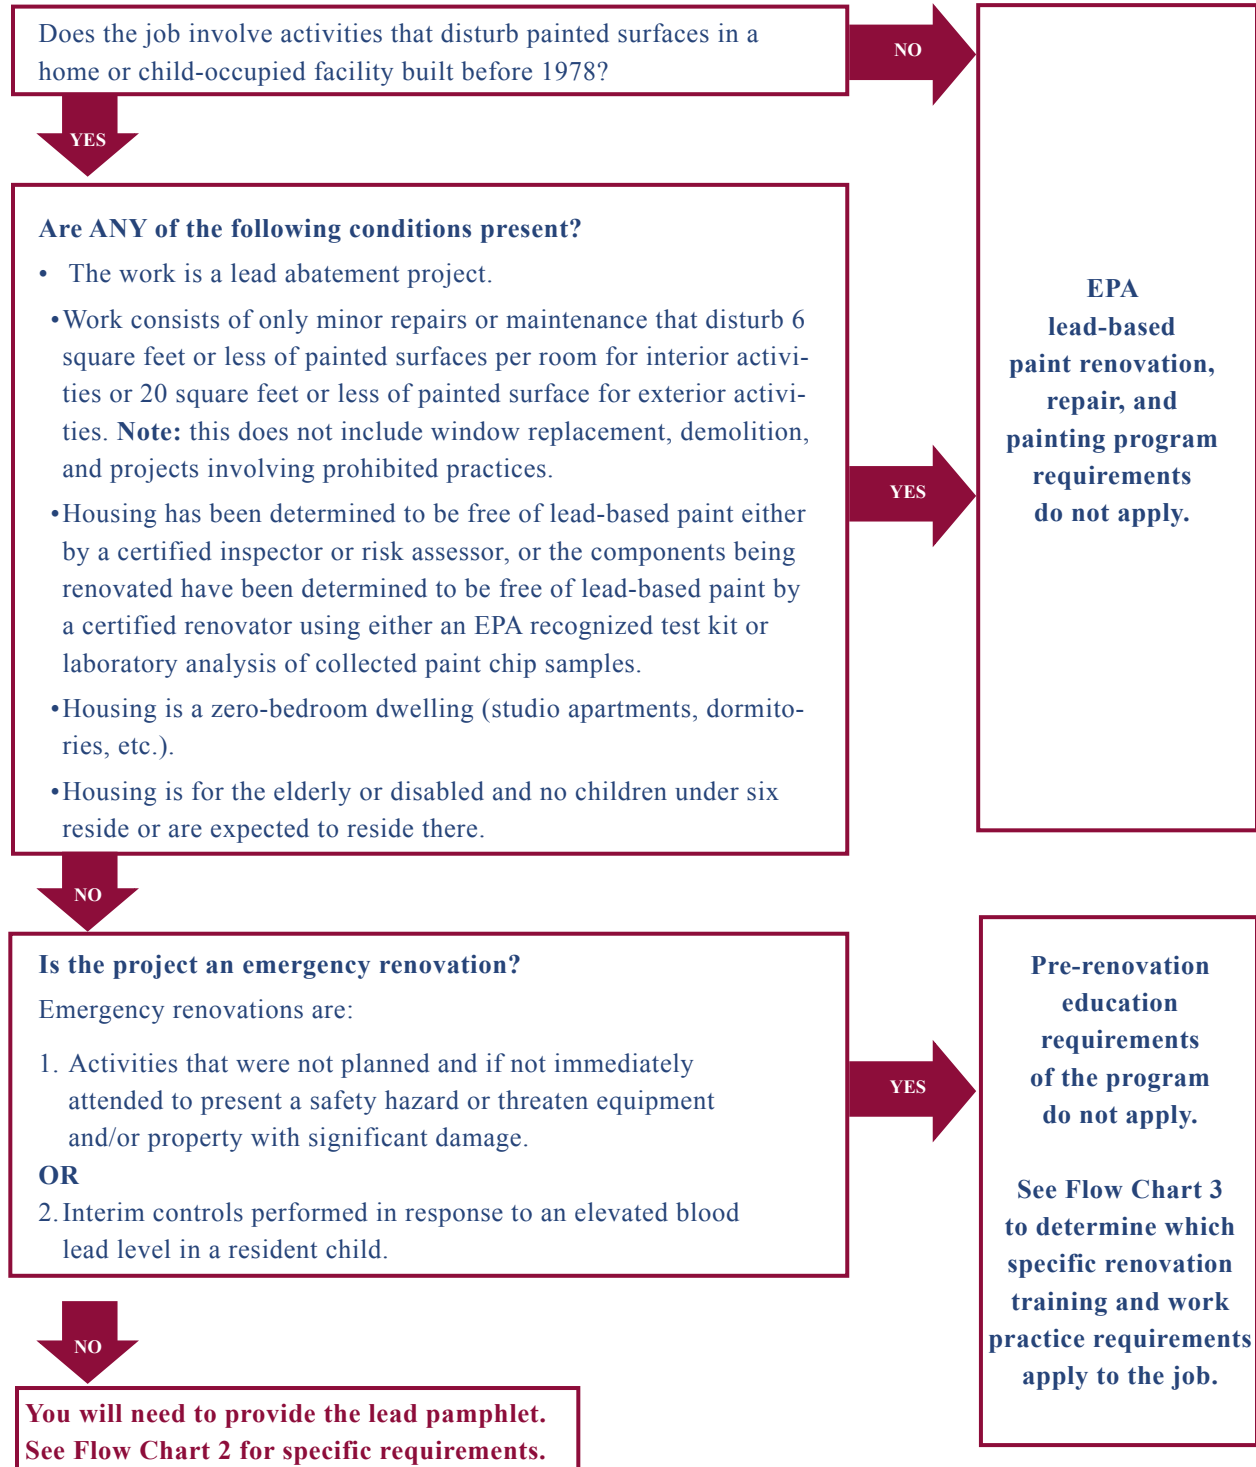 Does the job involve activities that disturb painted surfaces in a
home or child-occupied facility built before 1978?
NO
YES
Are ANY of the following conditions present?
• The work is a lead abatement project.
•Work consists of only minor repairs or maintenance that disturb 6
square feet or less of painted surfaces per room for interior activi-
ties or 20 square feet or less of painted surface for exterior activi-
ties. Note: this does not include window replacement, demolition,
and projects involving prohibited practices.
•Housing has been determined to be free of lead-based paint either
by a certified inspector or risk assessor, or the components being
renovated have been determined to be free of lead-based paint by
a certified renovator using either an EPA recognized test kit or
laboratory analysis of collected paint chip samples.
•Housing is a zero-bedroom dwelling (studio apartments, dormito-
ries, etc.).
•Housing is for the elderly or disabled and no children under six
reside or are expected to reside there.
YES
EPA
lead-based
paint renovation,
repair, and
painting program
requirements
do not apply.
NO
Is the project an emergency renovation?
Emergency renovations are:
1. Activities that were not planned and if not immediately
attended to present a safety hazard or threaten equipment
and/or property with significant damage.
OR
2. Interim controls performed in response to an elevated blood
lead level in a resident child.
YES
Pre-renovation
education
requirements
of the program
do not apply.
See Flow Chart 3
to determine which
specific renovation
training and work
practice requirements
apply to the job.
NO
You will need to provide the lead pamphlet.
See Flow Chart 2 for specific requirements.